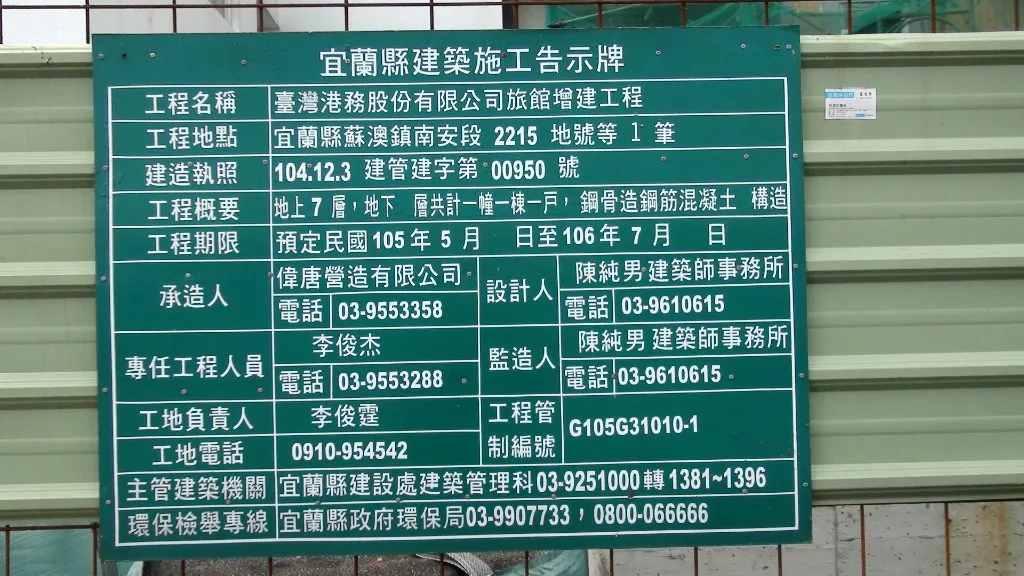 宜蘭縣建築施工告示牌
工程名稱 臺灣港務股份有限公司旅館增建工程
工程地點 宜蘭縣蘇澳鎮南安段 2215 地號等 1 筆
建造執照 104.12.3 建管建字第 00950 號
工程概要 地上 7 層，地下 層共計一幢一棟一戶， 鋼骨造鋼筋混凝土 構造
工程期限 預定民國 105 年 5 月 日至 106 年 7 月 日
承造人 偉唐營造有限公司 設計人 陳純男建築師事務所
電話 03-9553358 電話 03-9610615
專任工程人員 李俊杰 監造人 陳純男建築師事務所
電話 03-9553288 電話 03-9610615
工地負責人 李俊霆 工程管制編號 G105G31010-1
工地電話 0910-954542
主管建築機關 宜蘭縣建設處建築管理科 03-9251000 轉 1381~1396
環保檢舉專線 宜蘭縣政府環保局 03-9907733，0800-066666